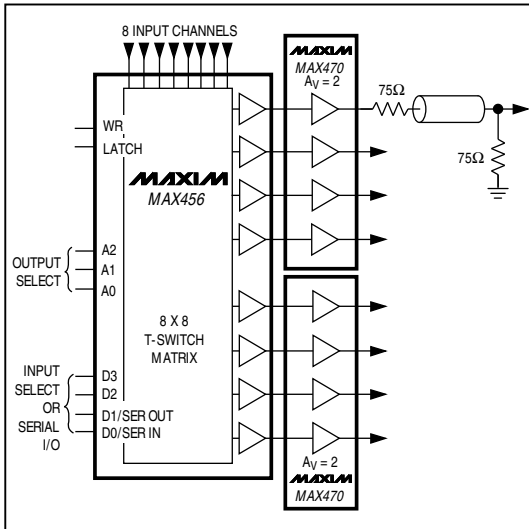 8 INPUT CHANNELS
MAXIM
MAX470
AV = 2
75Ω
75Ω
WR
LATCH
MAXIM
MAX456
A2
OUTPUT
SELECT
A1
A0
8 X 8
T-SWITCH
MATRIX
INPUT
SELECT
OR
SERIAL
I/O
D3
D2
D1/SER OUT
D0/SER IN
AV = 2
MAXIM
MAX470